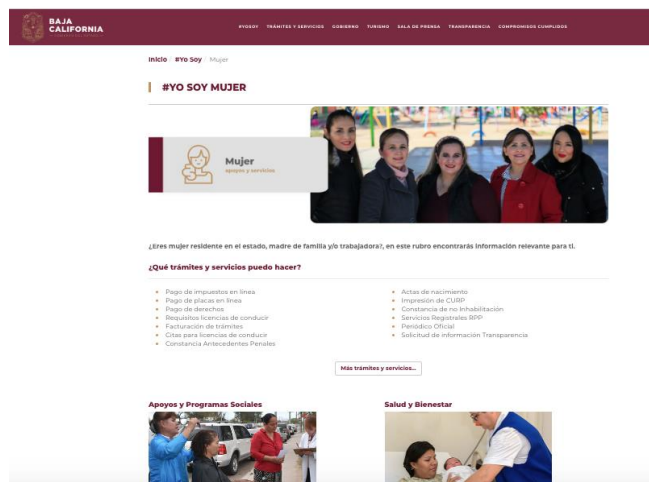 BAJA
CALIFORNIA
#YOSOY TRÁMITES Y SERVICIOS GOBIERNO TURISMO SALA DE PRENSA TRANSPARENCIA COMPROMISOS CUMPLIDOS
Inicio / #Yo Soy / Mujer
#YO SOY MUJER
Mujer
apoyos y servicios
¿Eres mujer residente en el estado, madre de familia y/o trabajadora?, en este rubro encontrarás información relevante para ti.
¿Qué trámites y servicios puedo hacer?
Pago de impuestos en línea
Pago de placas en línea
Pago de derechos
Requisitos licencias de conducir
Facturación de trámites
Citas para licencias de conducir
Constancia Antecedentes Penales
Actas de nacimiento
Impresión de CURP
Constancia de no Inhabilitación
Servicios Registrales RPP
Periódico Oficial
Solicitud de información Transparencia
Más trámites y servicios...
Apoyos y Programas Sociales
Salud y Bienestar